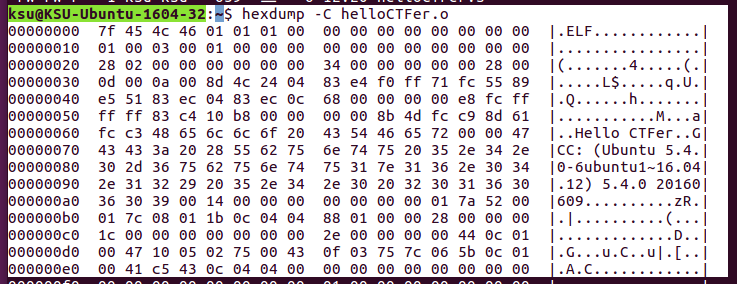 ksu@KSU-Ubuntu-1604-32:~$ hexdump -C helloCTFer.o
00000000  7f 45 4c 46 01 01 01 00  00 00 00 00 00 00 00 00  |.ELF............|
00000010  01 00 03 00 01 00 00 00  00 00 00 00 00 00 00 00  |................|
00000020  28 02 00 00 00 00 00 00  34 00 00 00 00 00 28 00  |(.......4.....(.|
00000030  0d 00 0a 00 8d 4c 24 04  83 e4 f0 ff 71 fc 55 89  |.....L$.....q.U.|
00000040  e5 51 83 ec 04 83 ec 0c  68 00 00 00 00 e8 fc ff  |.Q......h.......|
00000050  ff ff 83 c4 10 b8 00 00  00 00 8b 4d fc c9 8d 61  |...........M...a|
00000060  fc c3 48 65 6c 6c 6f 20  43 54 46 65 72 00 00 47  |..Hello CTFer..G|
00000070  43 43 3a 20 28 55 62 75  6e 74 75 20 35 2e 34 2e  |CC: (Ubuntu 5.4.|
00000080  30 2d 36 75 62 75 6e 74  75 31 7e 31 36 2e 30 34  |0-6ubuntu1~16.04|
00000090  2e 31 32 29 20 35 2e 34  2e 30 20 32 30 31 36 30  |.12) 5.4.0 20160|
000000a0  36 30 39 00 14 00 00 00  00 00 00 00 01 7a 52 00  |609..........zR.|
000000b0  01 7c 08 01 1b 0c 04 04  88 01 00 00 28 00 00 00  |.|..........(...|
000000c0  1c 00 00 00 00 00 00 00  2e 00 00 00 00 44 0c 01  |.............D..|
000000d0  00 47 10 05 02 75 00 43  0f 03 75 7c 06 5b 0c 01  |.G...u.C..u|.[..|
000000e0  00 41 c5 43 0c 04 04 00  00 00 00 00 00 00 00 00  |.A.C............|